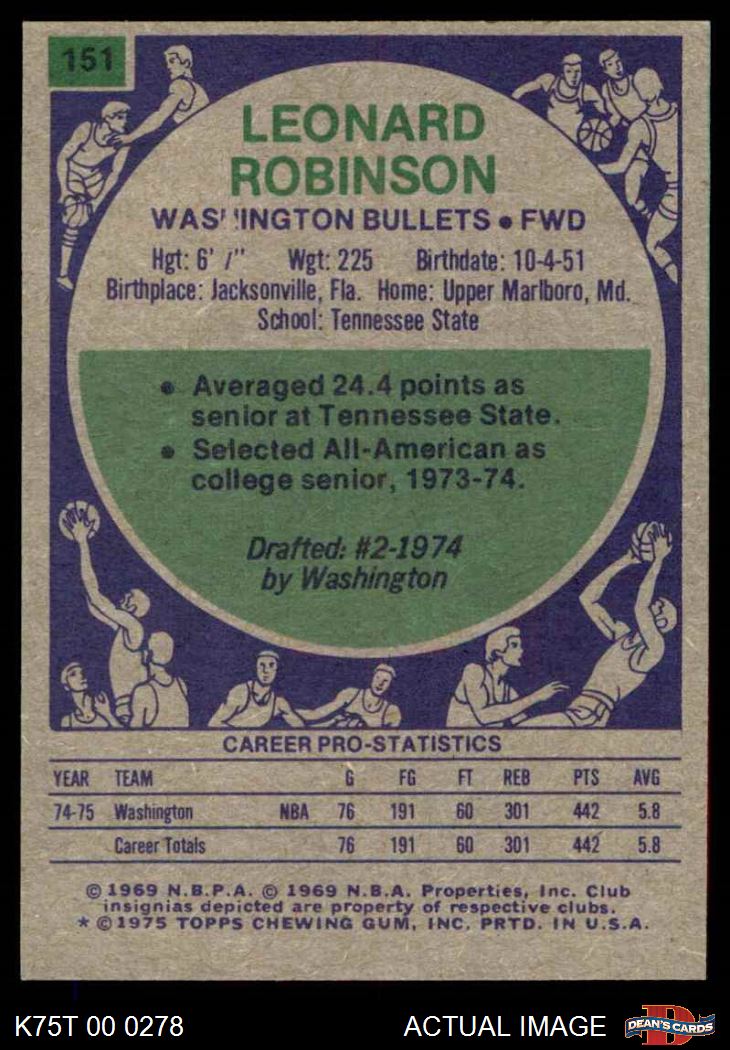 151
LEONARD
ROBINSON
WAS INGTON BULLETS • FWD
Hgt: 6' /" Wgt: 225 Birthdate: 10-4-51
Birthplace: Jacksonville, Fla. Home: Upper Marlboro, Md.
School: Tennessee State
• Averaged 24.4 points as
senior at Tennessee State.
• Selected All-American as
college senior, 1973-74.
Drafted: #2-1974
by Washington
CAREER PRO-STATISTICS
YEAR TEAM G FG FT REB PTS AVG
74-75 Washington NBA 76 191 60 301 442 5.8
Career Totals 76 191 60 301 442 5.8
© 1969 N.B.P.A. © 1969 N.B.A. Properties, Inc. Club
insignias depicted are property of respective clubs.
* © 1975 TOPPS CHEWING GUM, INC. PRTD. IN U.S.A.
K75T 00 0278 ACTUAL IMAGE D DEAN'S CARDS